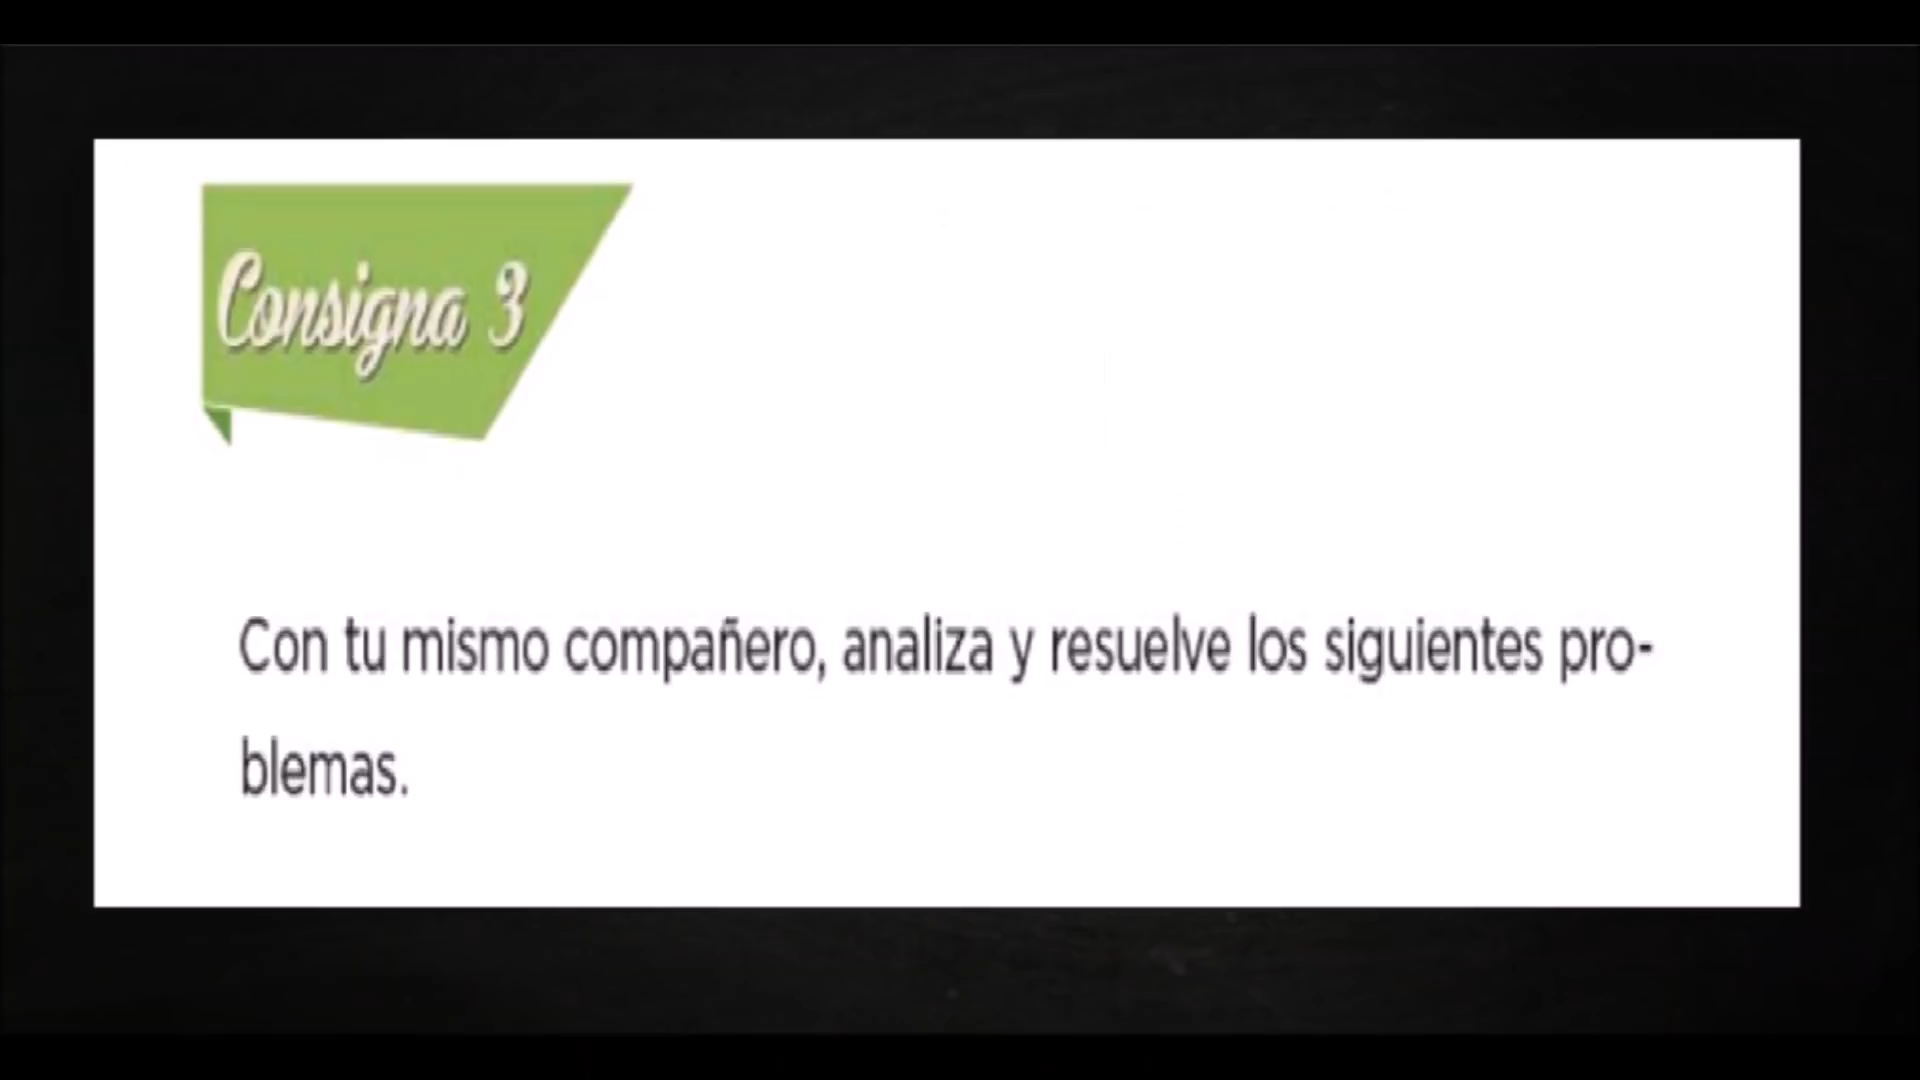 Consigna 3
Con tu mismo compañero, analiza y resuelve los siguientes pro-
blemas.